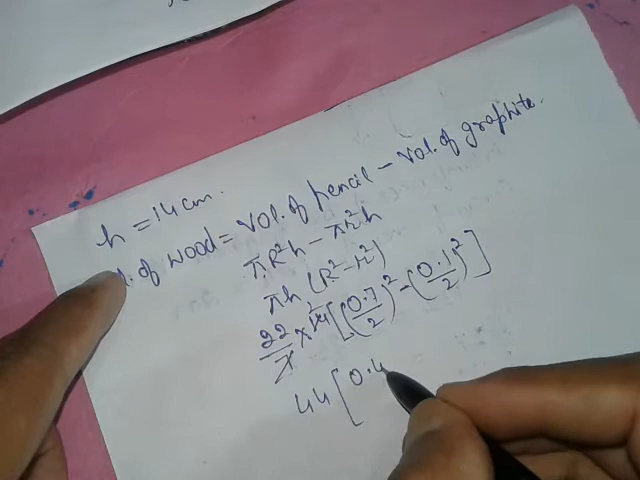 h = 14 cm.
. of wood = Vol. of pencil - Vol. of graphite.
πR²h - πr²h
πh (R² - r²)
22/7 × 14 [(0.7/2)² - (0.1/2)²]
44 [0.4